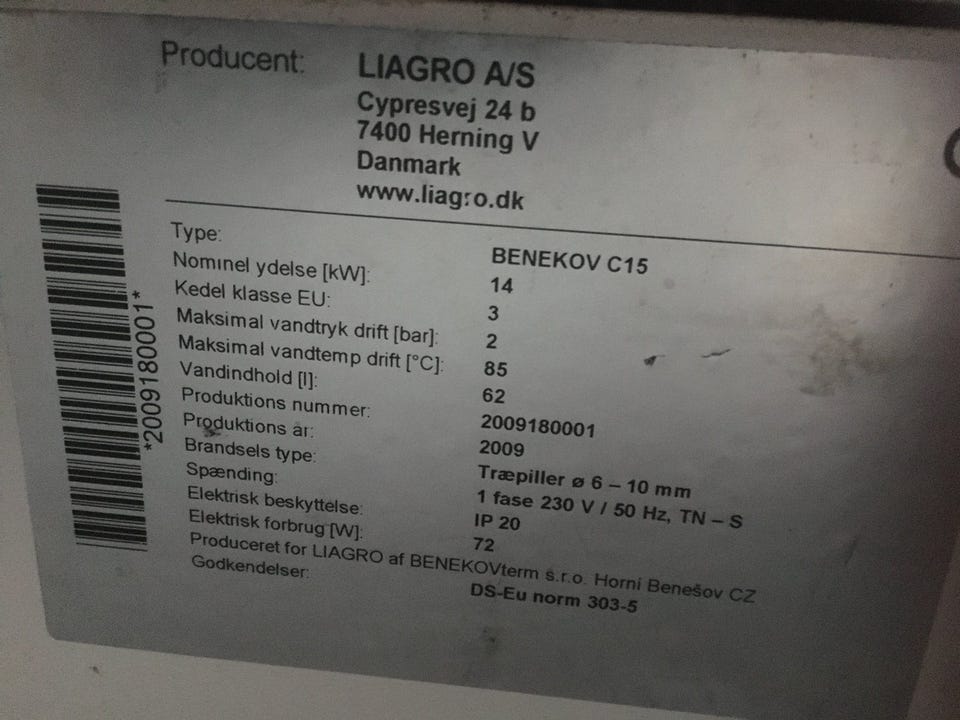 Producent: LIAGRO A/S
Cypresvej 24 b
7400 Herning V
Danmark
www.liagro.dk
Type: BENEKOV C15
Nominel ydelse [kW]: 14
Kedel klasse EU: 3
Maksimal vandtryk drift [bar]: 2
Maksimal vandtemp drift [°C]: 85
Vandindhold [l]: 62
Produktions nummer: 2009180001
Produktions år: 2009
Brandsels type: Træpiller ø 6 – 10 mm
Spænding: 1 fase 230 V / 50 Hz, TN – S
Elektrisk beskyttelse: IP 20
Elektrisk forbrug [W]: 72
Produceret for LIAGRO af BENEKOVterm s.r.o. Horní Benešov CZ
Godkendelser: DS-Eu norm 303-5
*2009180001*